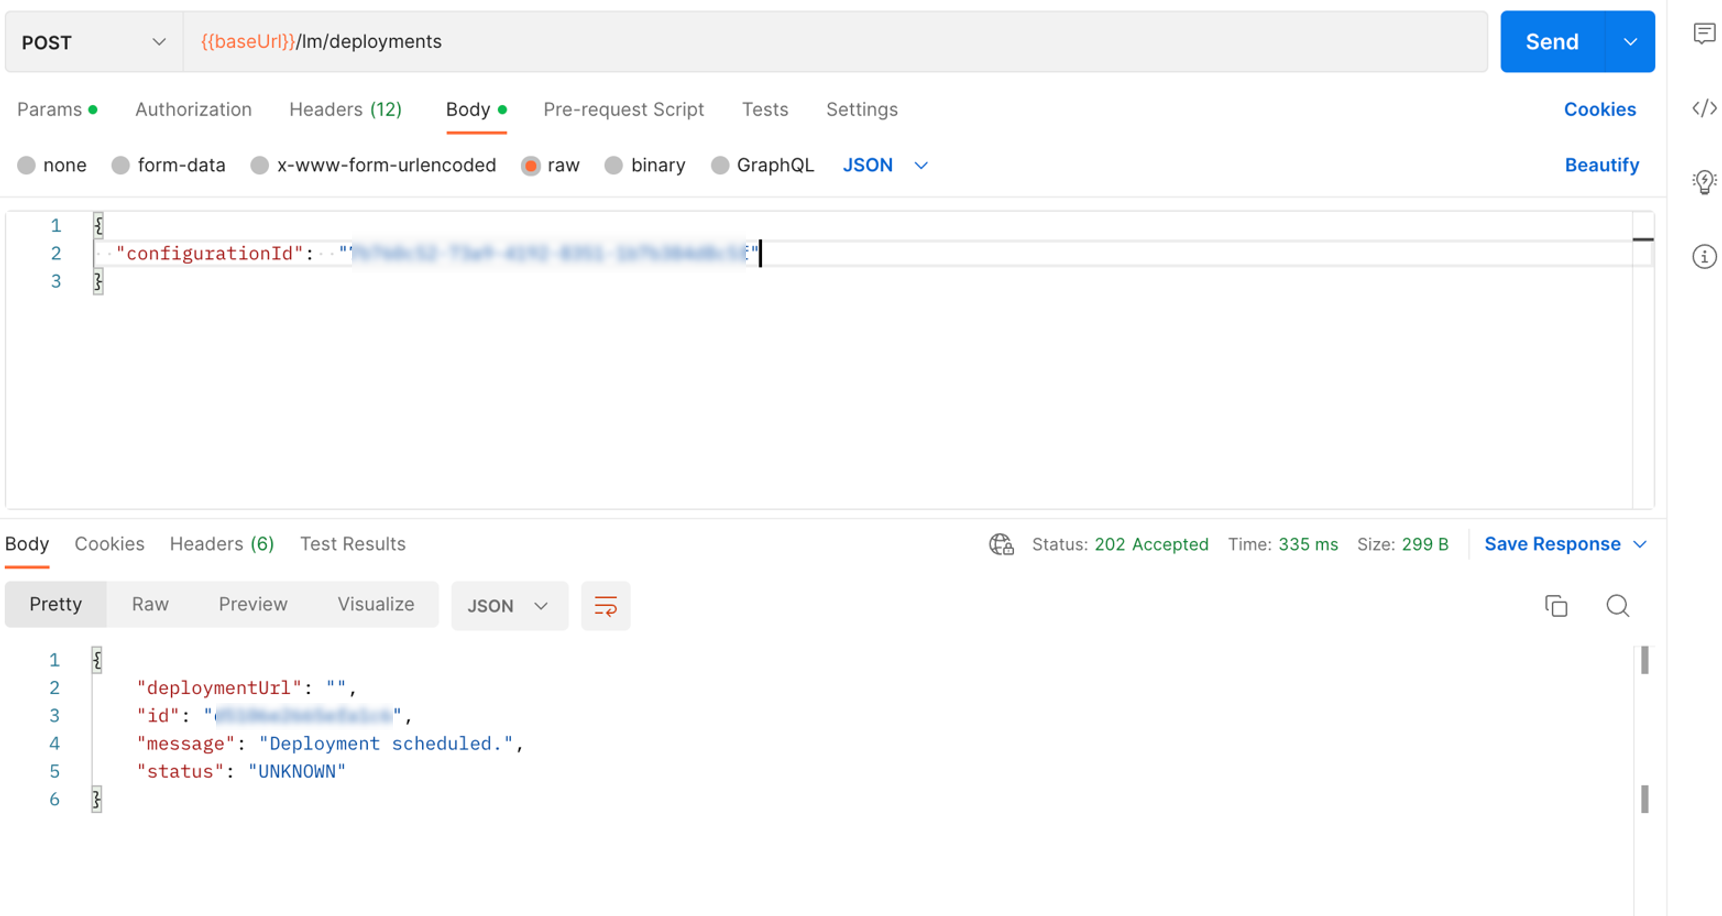 POST {{baseUrl}}/lm/deployments Send
Params Authorization Headers (12) Body Pre-request Script Tests Settings Cookies
none form-data x-www-form-urlencoded raw binary GraphQL JSON Beautify
1 {
2 "configurationId": "
3 }
Body Cookies Headers (6) Test Results Status: 202 Accepted Time: 335 ms Size: 299 B Save Response
Pretty Raw Preview Visualize JSON
1 {
2 "deploymentUrl": "",
3 "id": "
4 "message": "Deployment scheduled.",
5 "status": "UNKNOWN"
6 }